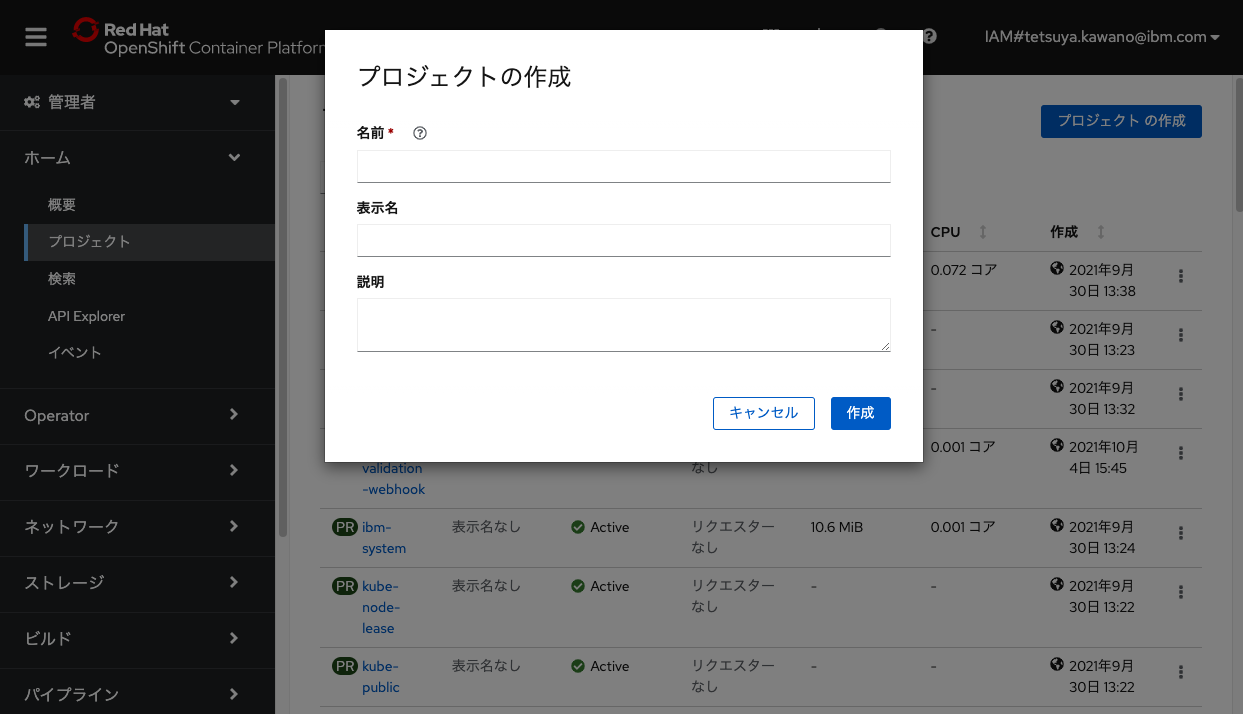 Red Hat
OpenShift Container Platform
IAM#tetsuya.kawano@ibm.com
管理者
ホーム
概要
プロジェクト
検索
API Explorer
イベント
Operator
ワークロード
ネットワーク
ストレージ
ビルド
パイプライン
プロジェクトの作成
名前 *
表示名
説明
キャンセル
作成
プロジェクト の作成
CPU 作成
0.072 コア 2021年9月
30日 13:38
- 2021年9月
30日 13:23
- 2021年9月
30日 13:32
0.001 コア 2021年10月
validation なし 4日 15:45
-webhook
PR ibm- 表示名なし Active リクエスター 10.6 MiB 0.001 コア 2021年9月
system なし 30日 13:24
PR kube- 表示名なし Active リクエスター - - 2021年9月
node- なし 30日 13:22
lease
PR kube- 表示名なし Active リクエスター - - 2021年9月
public なし 30日 13:22